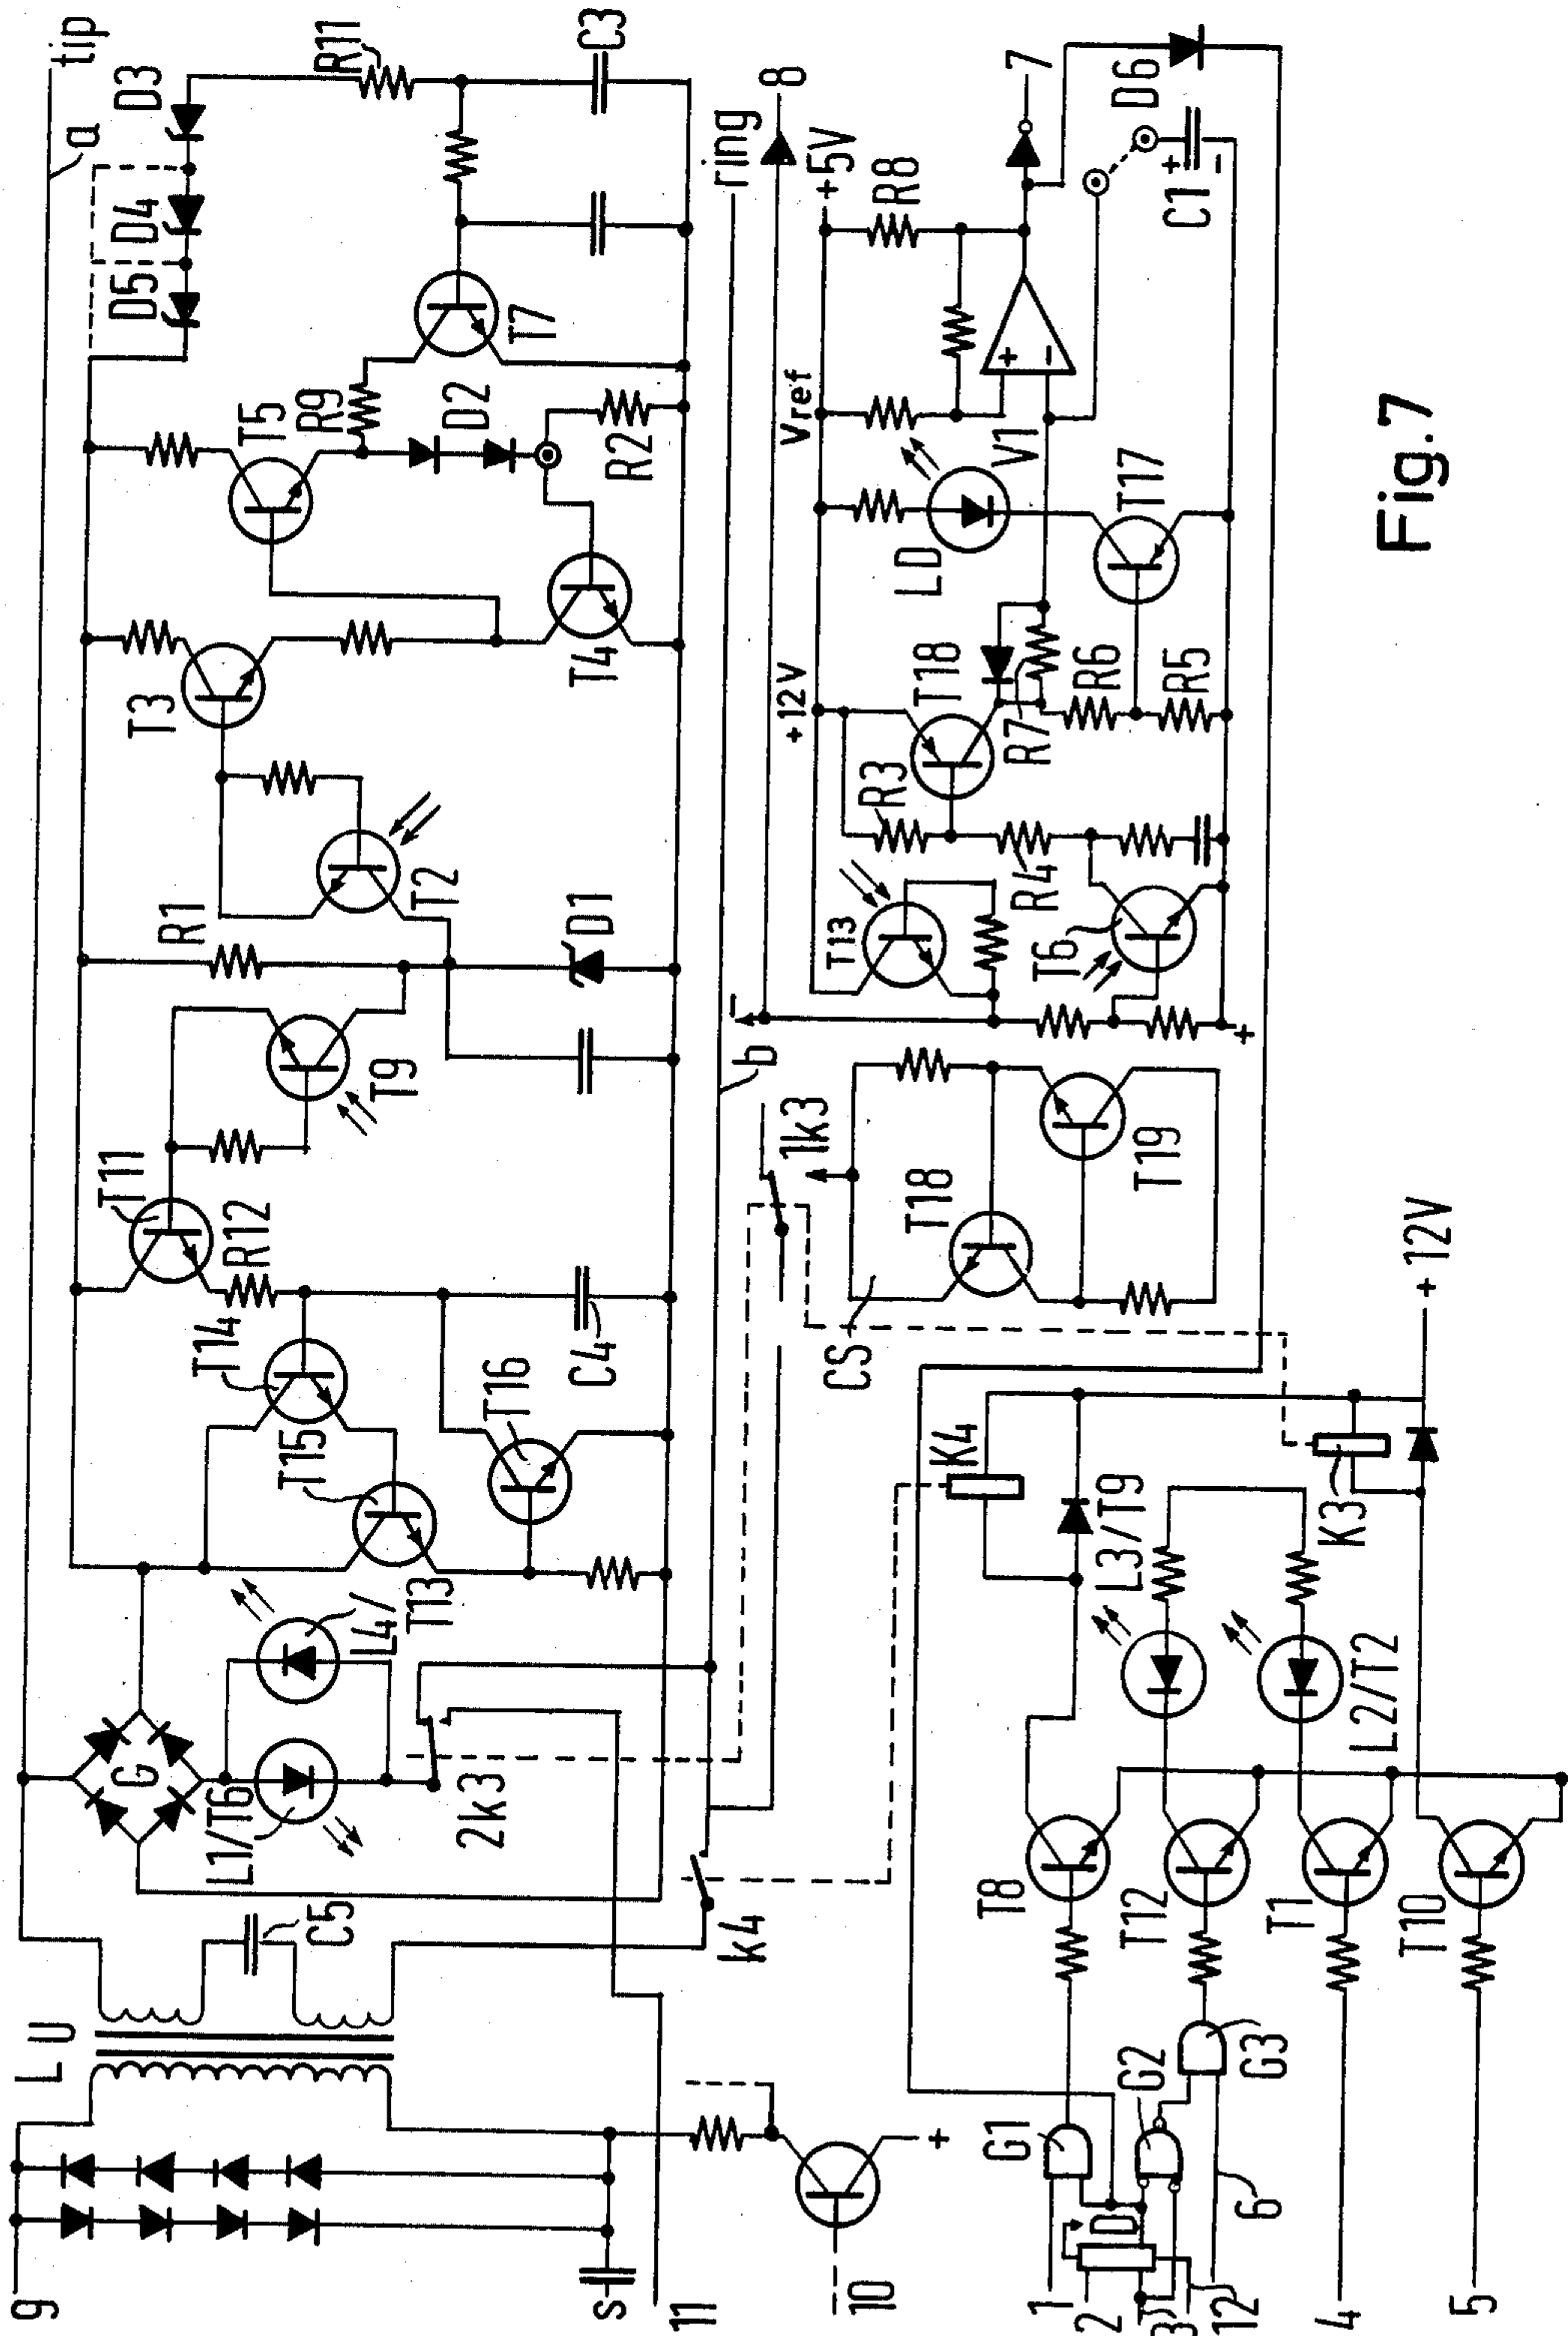 tip
a
D3
D4
D5
R11
C3
T7
T5
R9
D2
R2
T3
T4
T2
R1
D1
T9
T11
R12
T14
C4
T15
T16
G
L1/T6
L4/
T13
2k3
k4
C5
L U
9
s
11
10
+
ring
b
8
7
+5V
R8
D6
C1
+
−
Vref
V1
+
−
LD
T17
+12V
T18
R7
R6
R5
R3
R4
T13
T6
−
+
1k3
T18
T19
CS
K4
K3
+12V
L3/T9
L2/T2
T8
T12
T1
T10
G1
G2
G3
D
6
1
2
3
3
12
4
5
Fig.7